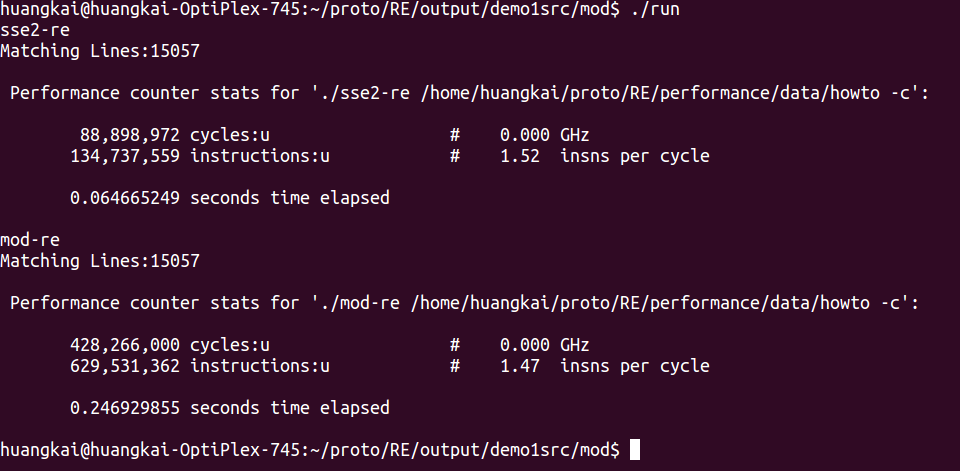 huangkai@huangkai-OptiPlex-745:~/proto/RE/output/demo1src/mod$ ./run
sse2-re
Matching Lines:15057
Performance counter stats for './sse2-re /home/huangkai/proto/RE/performance/data/howto -c':
88,898,972 cycles:u # 0.000 GHz
134,737,559 instructions:u # 1.52 insns per cycle
0.064665249 seconds time elapsed
mod-re
Matching Lines:15057
Performance counter stats for './mod-re /home/huangkai/proto/RE/performance/data/howto -c':
428,266,000 cycles:u # 0.000 GHz
629,531,362 instructions:u # 1.47 insns per cycle
0.246929855 seconds time elapsed
huangkai@huangkai-OptiPlex-745:~/proto/RE/output/demo1src/mod$